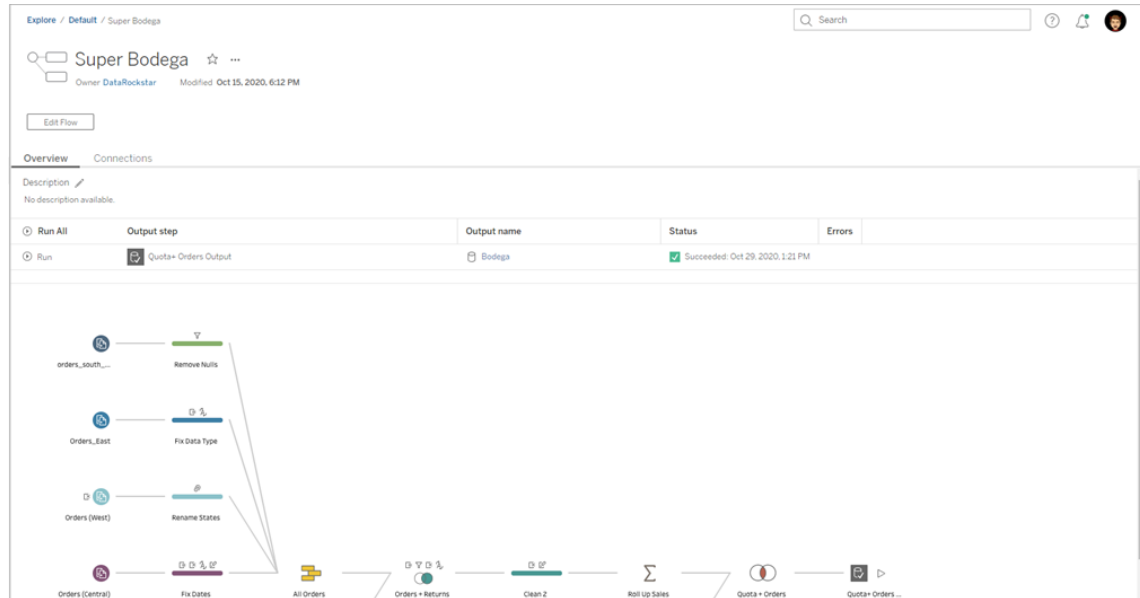 Explore / Default / Super Bodega
Search
Super Bodega
Owner DataRockstar Modified Oct 15, 2020, 6:12 PM
Edit Flow
Overview Connections
Description
No description available.
Run All Output step Output name Status Errors
Run Quota+ Orders Output Bodega Succeeded: Oct 29, 2020, 1:21 PM
orders_south_... Remove Nulls
Orders_East Fix Data Type
Orders (West) Rename States
Orders (Central) Fix Dates All Orders Orders + Returns Clean 2 Roll Up Sales Quota + Orders Quota+ Orders ...